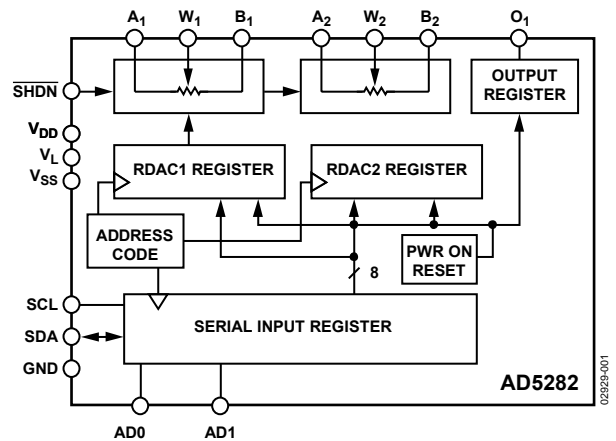 A1 W1 B1 A2 W2 B2 O1
SHDN
OUTPUT
REGISTER
VDD
VL
VSS
RDAC1 REGISTER
RDAC2 REGISTER
ADDRESS
CODE
PWR ON
RESET
8
SCL
SERIAL INPUT REGISTER
SDA
GND
AD5282
AD0
AD1
02929-001